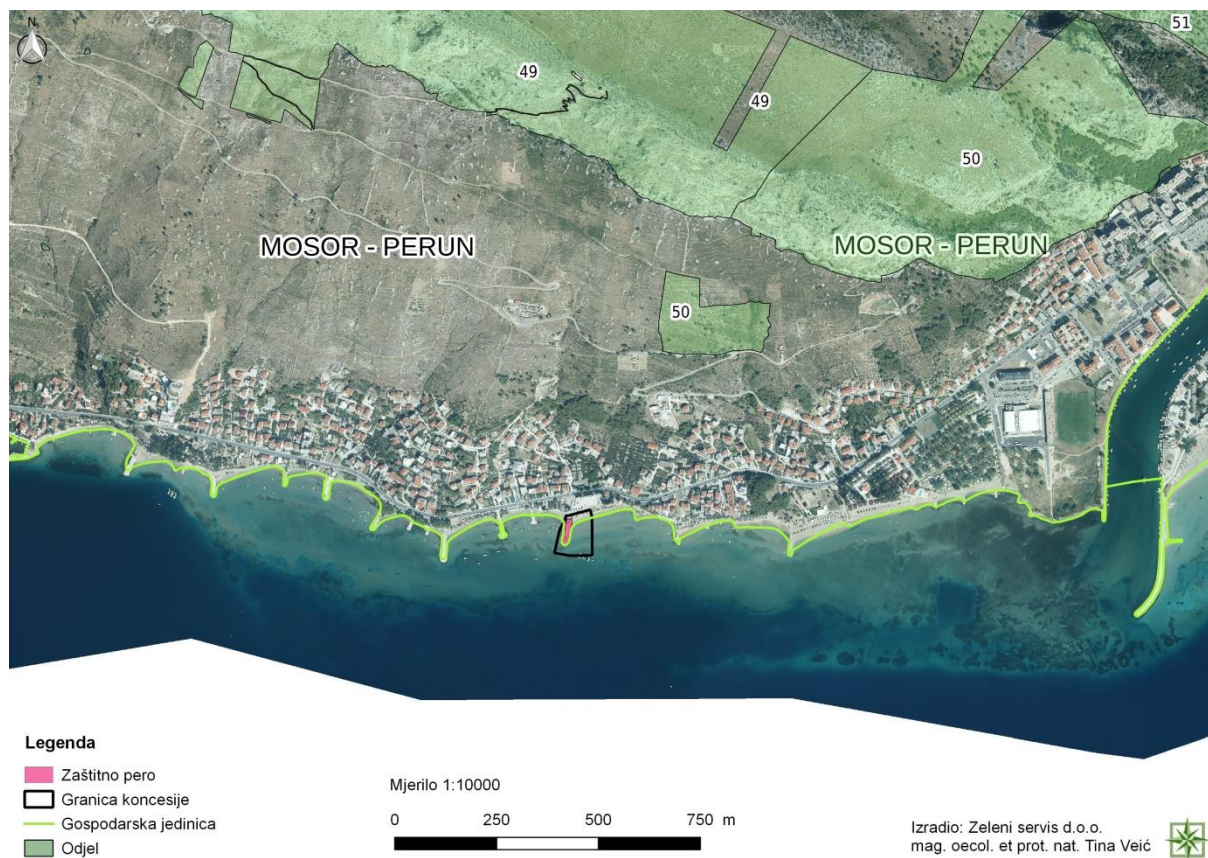 N
51
49
49
50
MOSOR - PERUN
MOSOR - PERUN
50
Legenda
Zaštitno pero
Granica koncesije
Gospodarska jedinica
Odjel
Mjerilo 1:10000
0 250 500 750 m
Izradio: Zeleni servis d.o.o.
mag. oecol. et prot. nat. Tina Veić